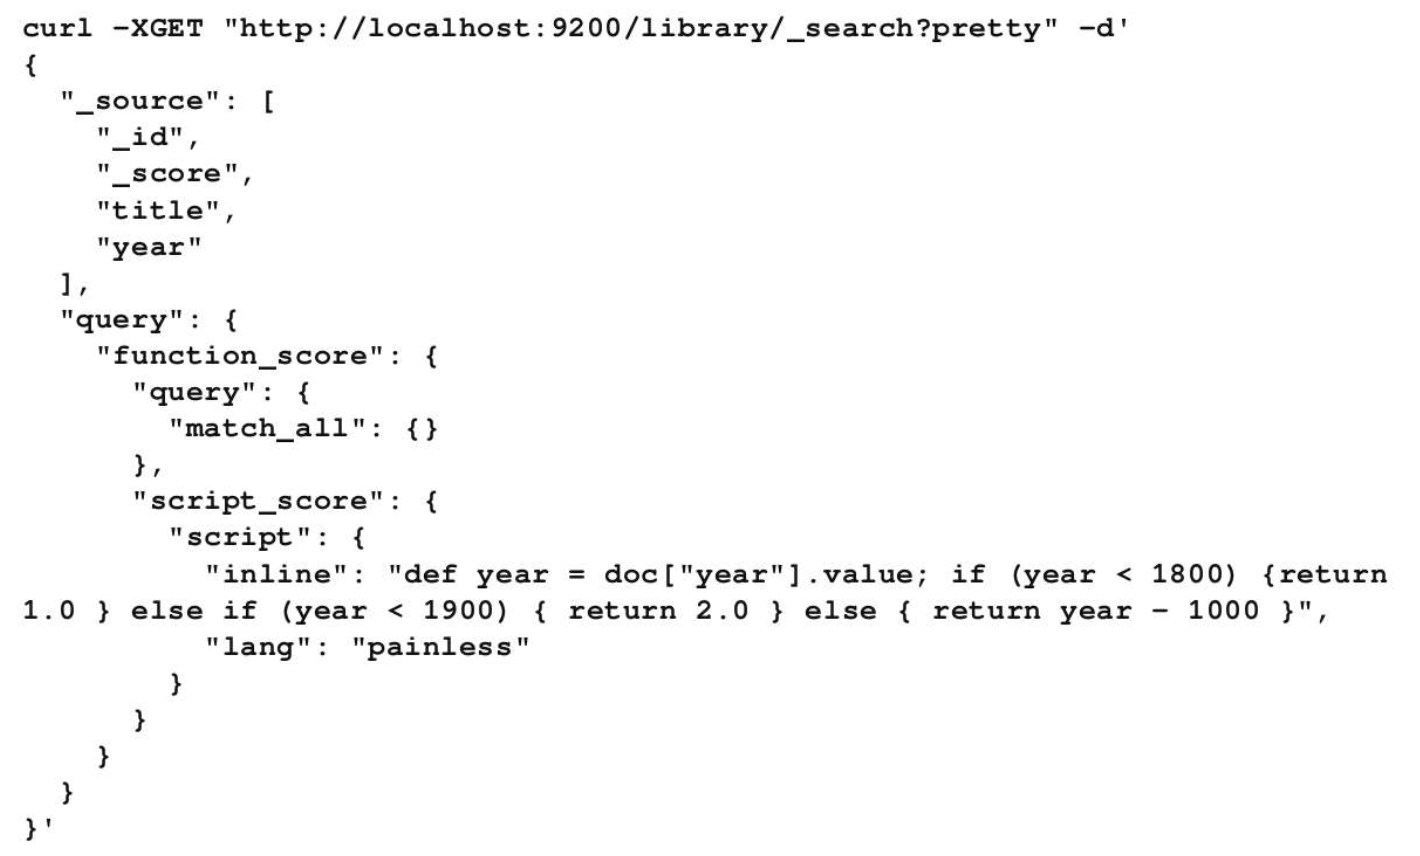 curl –XGET "http://localhost:9200/library/_search?pretty" –d'
{
  "_source": [
    "_id",
    "_score",
    "title",
    "year"
  ],
  "query": {
    "function_score": {
      "query": {
        "match_all": {}
      },
      "script_score": {
        "script": {
          "inline": "def year = doc["year"].value; if (year < 1800) {return
1.0 } else if (year < 1900) { return 2.0 } else { return year – 1000 }",
          "lang": "painless"
        }
      }
    }
  }
}'